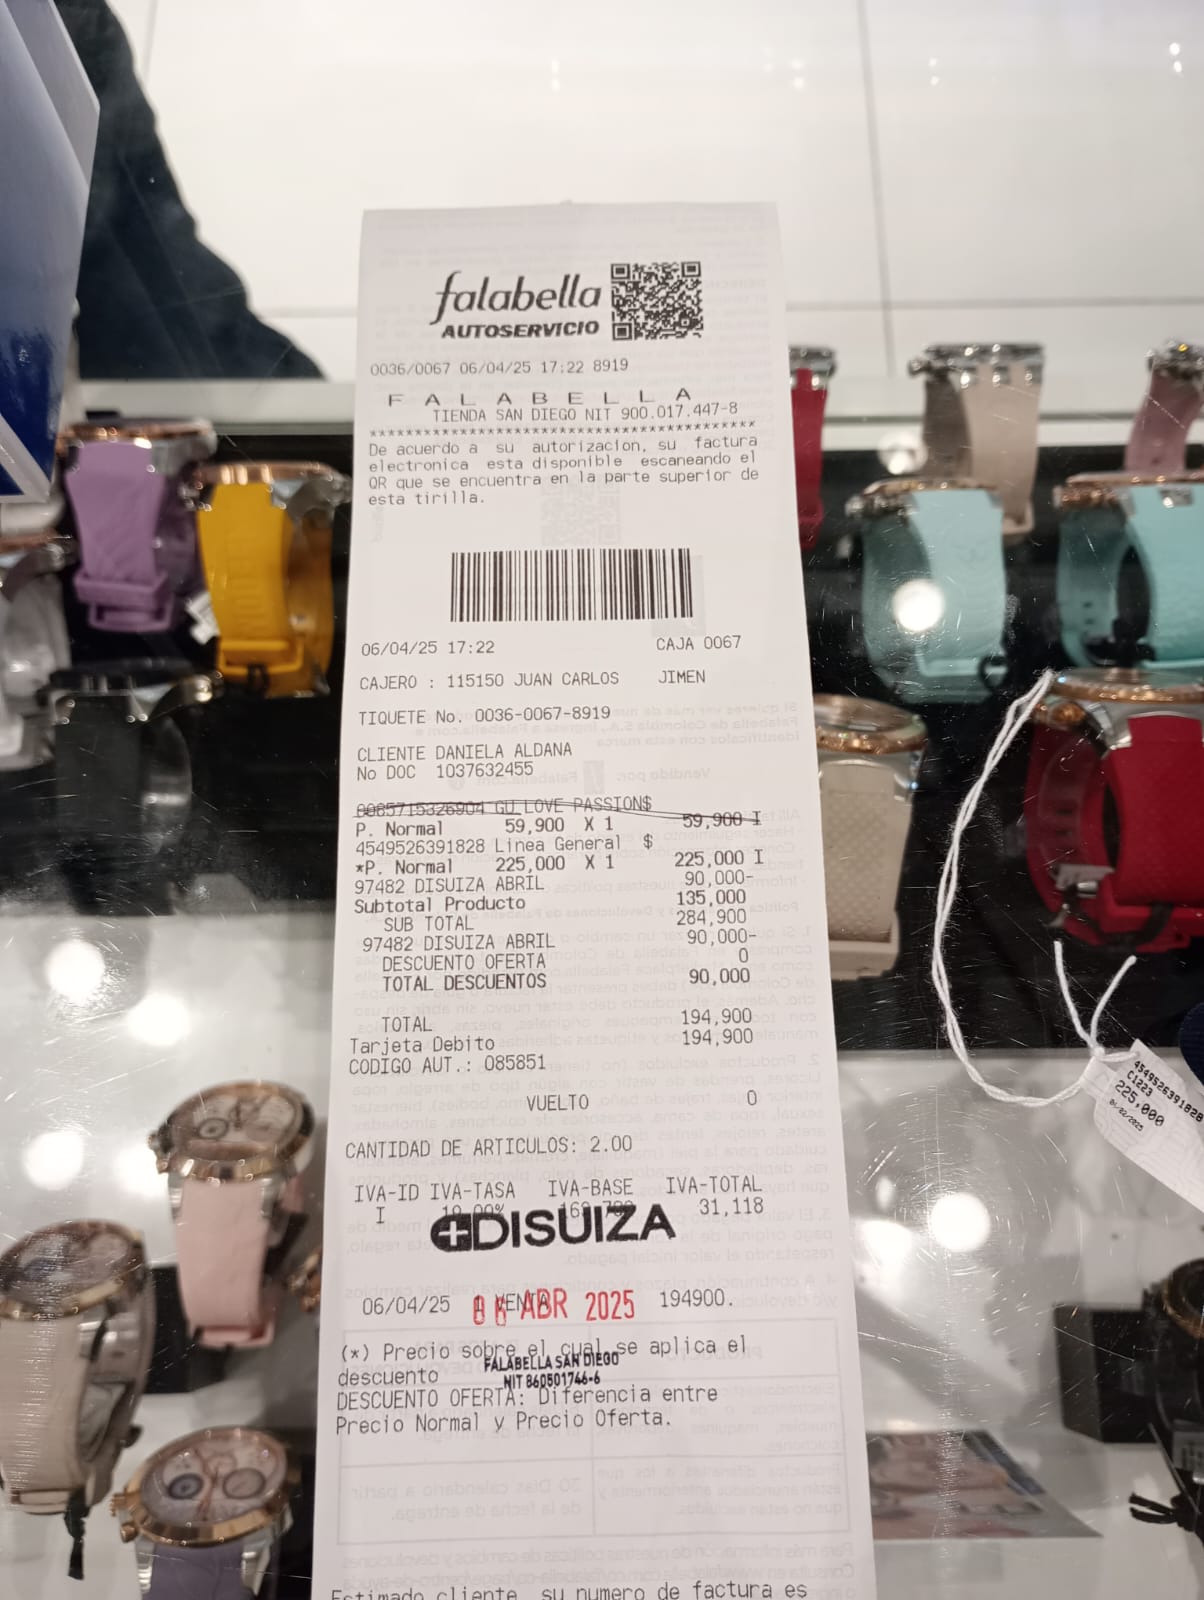 falabella
AUTOSERVICIO
0036/0067 06/04/25 17:22 8919
F A L A B E L L A
TIENDA SAN DIEGO NIT 900.017.447-8
****************************************************
De acuerdo a su autorizacion, su factura
electronica esta disponible escaneando el
QR que se encuentra en la parte superior de
esta tirilla.
06/04/25 17:22 CAJA 0067
CAJERO : 115150 JUAN CARLOS JIMEN
TIQUETE No. 0036-0067-8919
CLIENTE DANIELA ALDANA
No DOC 1037632455
0085715326904 GU LOVE PASSION$
P. Normal 59,900 X 1 59,900 I
4549526391828 Linea General $
*P. Normal 225,000 X 1 225,000 I
97482 DISUIZA ABRIL 90,000-
Subtotal Producto 135,000
SUB TOTAL 284,900
97482 DISUIZA ABRIL 90,000-
DESCUENTO OFERTA 0
TOTAL DESCUENTOS 90,000
TOTAL 194,900
Tarjeta Debito 194,900
CODIGO AUT.: 085851
VUELTO 0
CANTIDAD DE ARTICULOS: 2.00
IVA-ID IVA-TASA IVA-BASE IVA-TOTAL
I 19.00% 31,118
DISUIZA
06/04/25 1 VENTA 194900.
06 ABR 2025
(*) Precio sobre el cual se aplica el
descuento
FALABELLA SAN DIEGO
NIT 860501746-6
DESCUENTO OFERTA: Diferencia entre
Precio Normal y Precio Oferta.
Estimado cliente, su numero de factura es
4549526391828
C1223
225,000